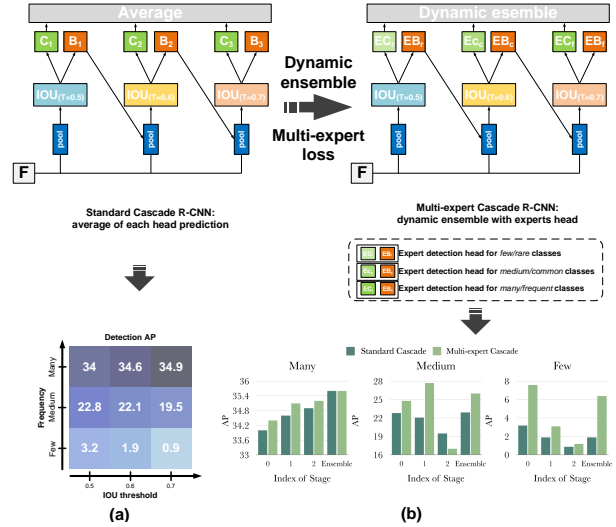 Average
C1 B1 C2 B2 C3 B3
IOU(T=0.5) IOU(T=0.6) IOU(T=0.7)
pool pool pool
F
Standard Cascade R-CNN:
average of each head prediction
Dynamic
ensemble
Multi-expert
loss
Dynamic esemble
EBr ECc EBc ECf EBf
IOU(T=0.5) IOU(T=0.6) IOU(T=0.7)
pool pool pool
F
Multi-expert Cascade R-CNN:
dynamic ensemble with experts head
Expert detection head for few/rare classes
Expert detection head for medium/common classes
Expert detection head for many/frequent classes
Detection AP
Frequency
Many 34 34.6 34.9
Medium 22.8 22.1 19.5
Few 3.2 1.9 0.9
0.5 0.6 0.7
IOU threshold
(a)
Standard Cascade Multi-expert Cascade
Many
AP
36
35.4
34.8
34.2
33.6
33
0 1 2 Ensemble
Index of Stage
Medium
AP
28
25
22
19
16
0 1 2 Ensemble
Index of Stage
Few
AP
8
6
4
2
0
0 1 2 Ensemble
Index of Stage
(b)